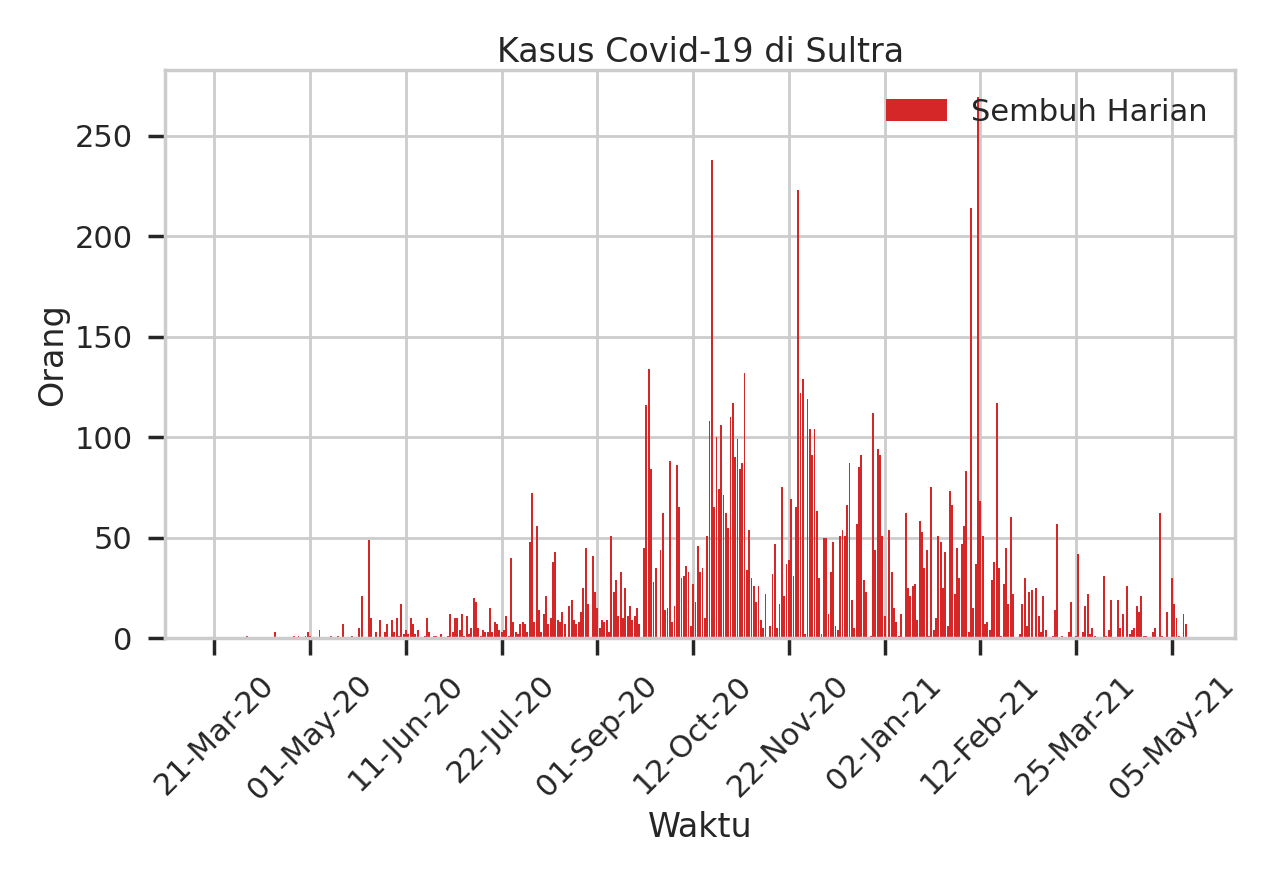 Kasus Covid-19 di Sultra
Sembuh Harian
Orang
250
200
150
100
50
0
21-Mar-20
01-May-20
11-Jun-20
22-Jul-20
01-Sep-20
12-Oct-20
22-Nov-20
02-Jan-21
12-Feb-21
25-Mar-21
05-May-21
Waktu